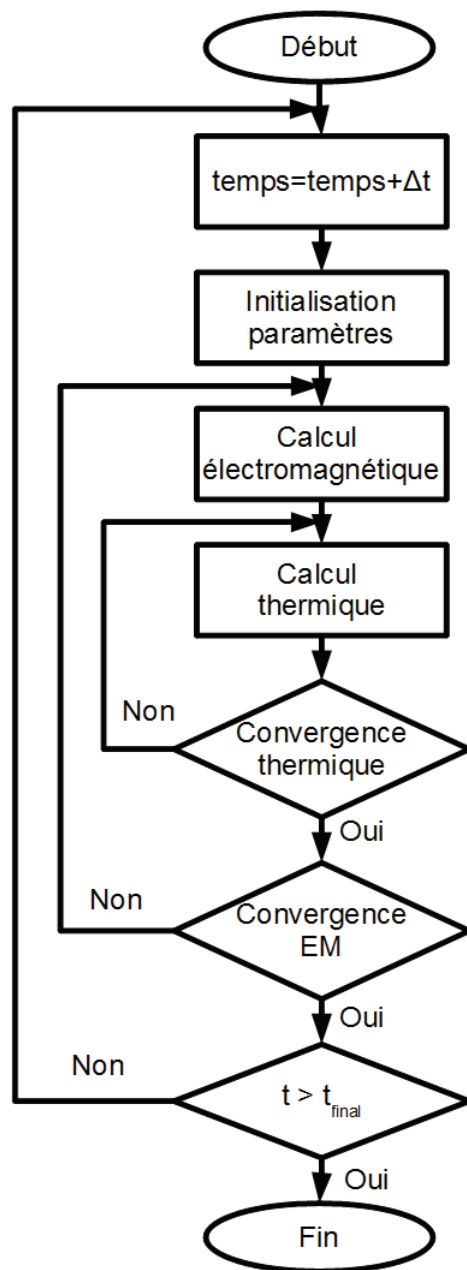 Début
temps=temps+Δt
Initialisation
paramètres
Calcul
électromagnétique
Calcul
thermique
Non
Convergence
thermique
Oui
Non
Convergence
EM
Oui
Non
t > t_final
Oui
Fin